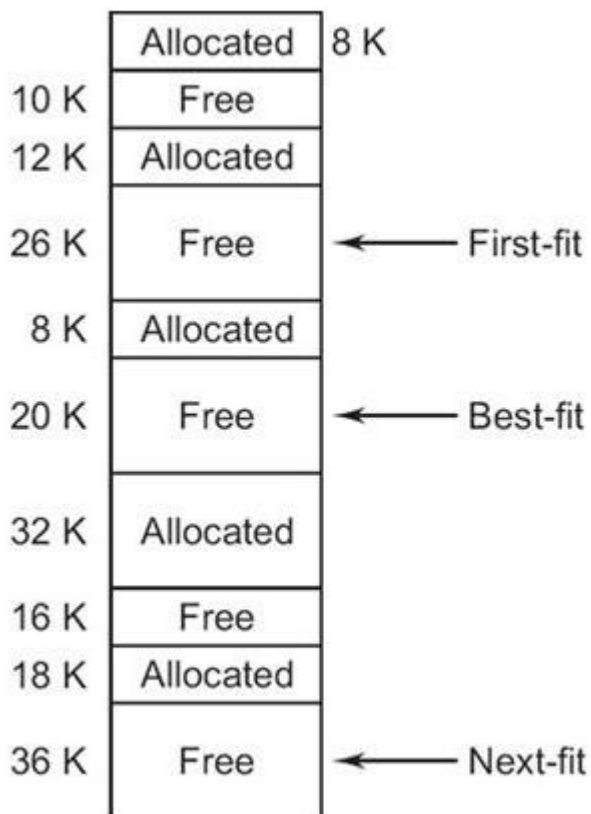 Allocated 8 K
10 K Free
12 K Allocated
26 K Free First-fit
8 K Allocated
20 K Free Best-fit
32 K Allocated
16 K Free
18 K Allocated
36 K Free Next-fit